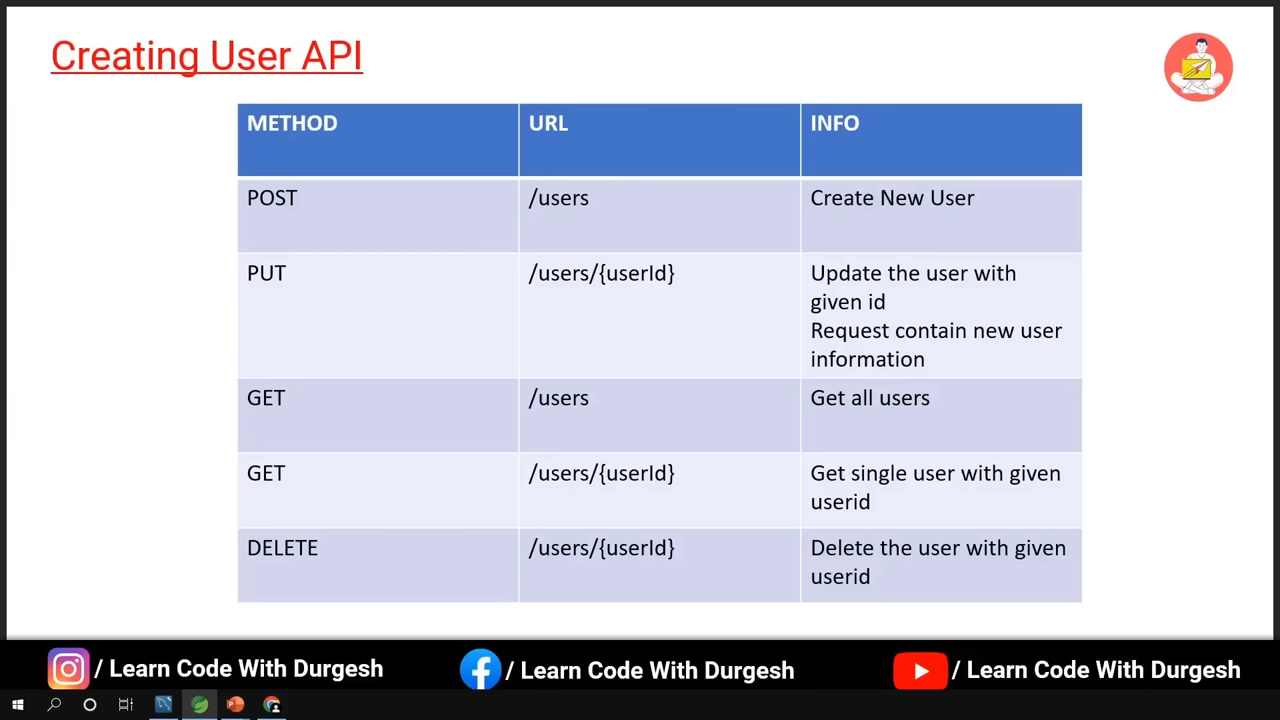 Creating User API
METHOD
URL
INFO
POST
/users
Create New User
PUT
/users/{userId}
Update the user with
given id
Request contain new user
information
GET
/users
Get all users
GET
/users/{userId}
Get single user with given
userid
DELETE
/users/{userId}
Delete the user with given
userid
/ Learn Code With Durgesh
/ Learn Code With Durgesh
/ Learn Code With Durgesh